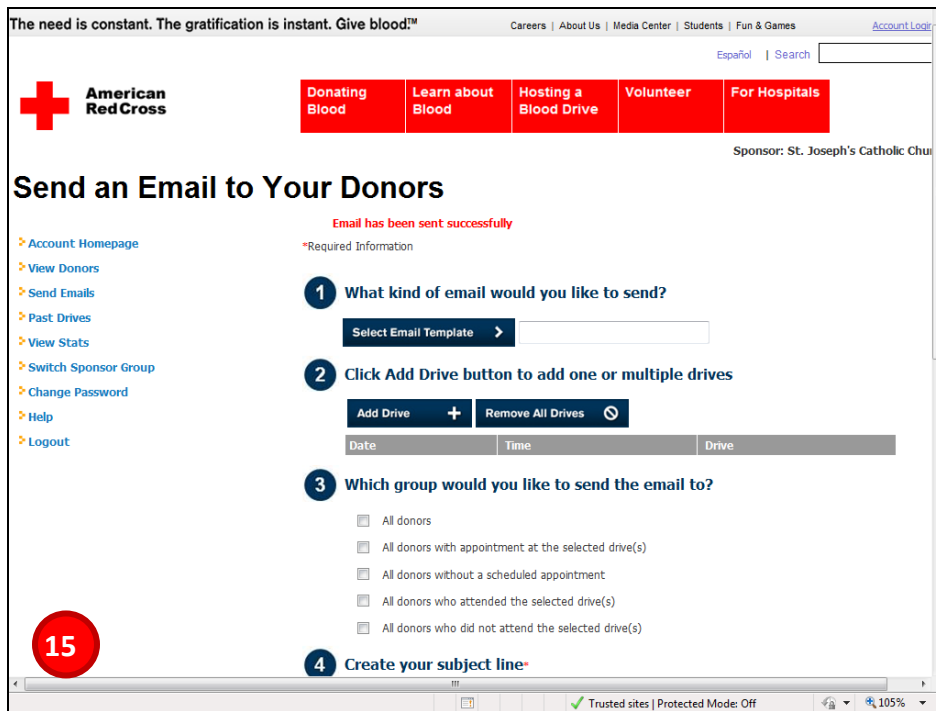 The need is constant. The gratification is instant. Give blood.™
Careers | About Us | Media Center | Students | Fun & Games
Account Login
Español | Search
American
Red Cross
Donating
Blood
Learn about
Blood
Hosting a
Blood Drive
Volunteer
For Hospitals
Sponsor: St. Joseph's Catholic Chur
Send an Email to Your Donors
Email has been sent successfully
*Required Information
Account Homepage
View Donors
Send Emails
Past Drives
View Stats
Switch Sponsor Group
Change Password
Help
Logout
1 What kind of email would you like to send?
Select Email Template
2 Click Add Drive button to add one or multiple drives
Add Drive
Remove All Drives
Date Time Drive
3 Which group would you like to send the email to?
All donors
All donors with appointment at the selected drive(s)
All donors without a scheduled appointment
All donors who attended the selected drive(s)
All donors who did not attend the selected drive(s)
4 Create your subject line*
15
Trusted sites | Protected Mode: Off
105%